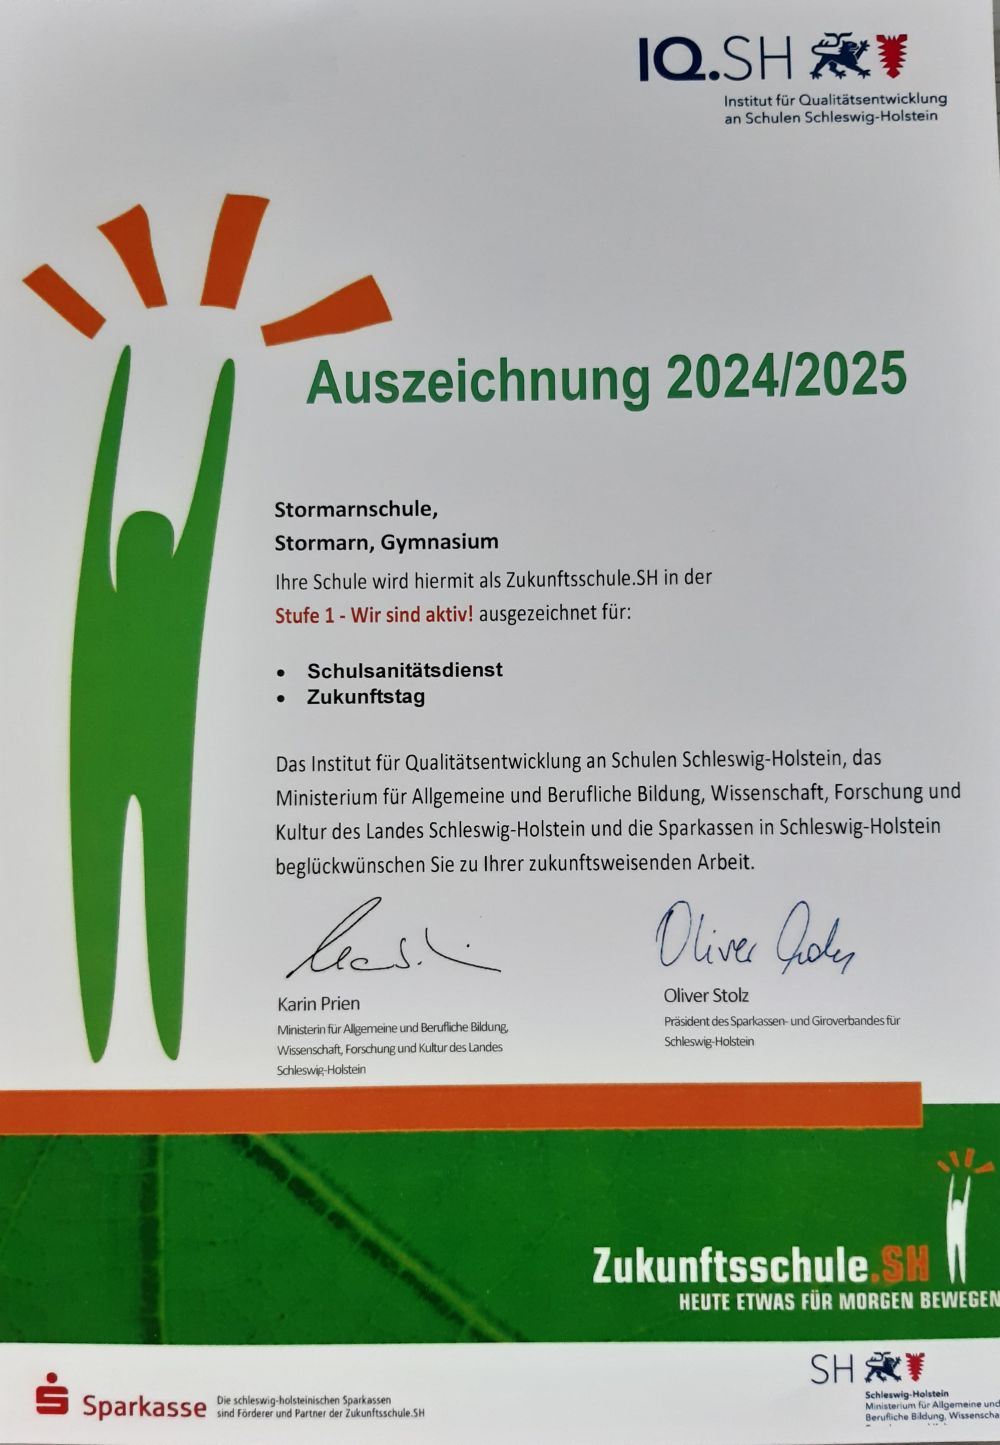 IQ.SH
Institut für Qualitätsentwicklung
an Schulen Schleswig-Holstein
Auszeichnung 2024/2025
Stormarnschule,
Stormarn, Gymnasium
Ihre Schule wird hiermit als Zukunftsschule.SH in der
Stufe 1 - Wir sind aktiv! ausgezeichnet für:
• Schulsanitätsdienst
• Zukunftstag
Das Institut für Qualitätsentwicklung an Schulen Schleswig-Holstein, das
Ministerium für Allgemeine und Berufliche Bildung, Wissenschaft, Forschung und
Kultur des Landes Schleswig-Holstein und die Sparkassen in Schleswig-Holstein
beglückwünschen Sie zu Ihrer zukunftsweisenden Arbeit.
Oliver
Karin Prien
Ministerin für Allgemeine und Berufliche Bildung,
Wissenschaft, Forschung und Kultur des Landes
Schleswig-Holstein
Oliver Stolz
Präsident des Sparkassen- und Giroverbandes für
Schleswig-Holstein
Zukunftsschule.SH
HEUTE ETWAS FÜR MORGEN BEWEGEN
Sparkasse
Die schleswig-holsteinischen Sparkassen
sind Förderer und Partner der Zukunftsschule.SH
SH
Schleswig-Holstein
Ministerium für Allgemeine und
Berufliche Bildung, Wissenscha